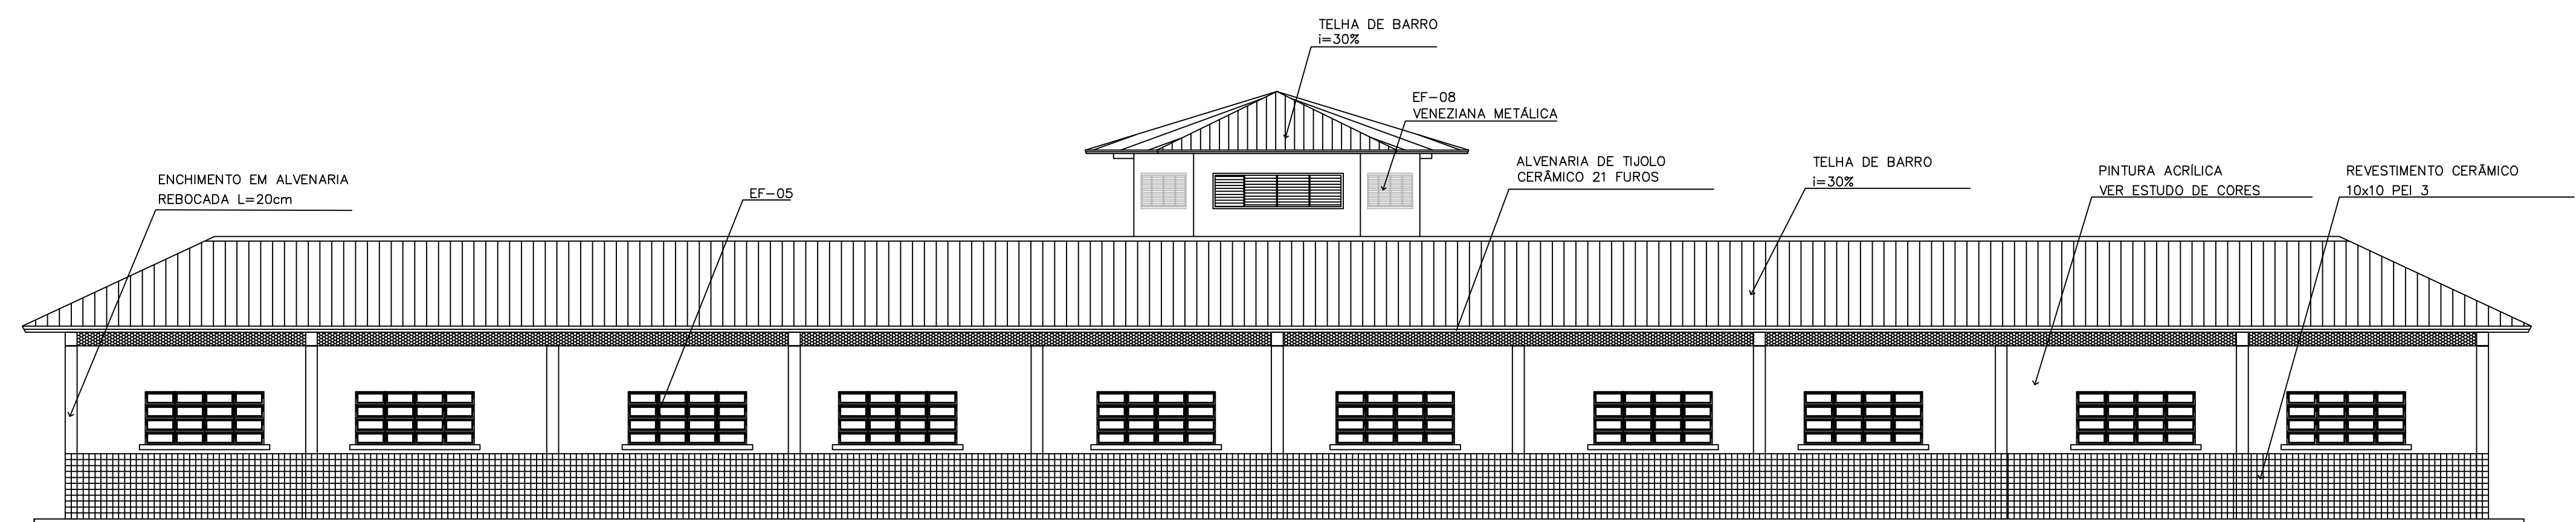 TELHA DE BARRO
i=30%
EF-08
VENEZIANA METÁLICA
ENCHIMENTO EM ALVENARIA
REBOCADA L=20cm
EF-05
ALVENARIA DE TIJOLO
CERÂMICO 21 FUROS
TELHA DE BARRO
i=30%
PINTURA ACRÍLICA
VER ESTUDO DE CORES
REVESTIMENTO CERÂMICO
10x10 PEI 3